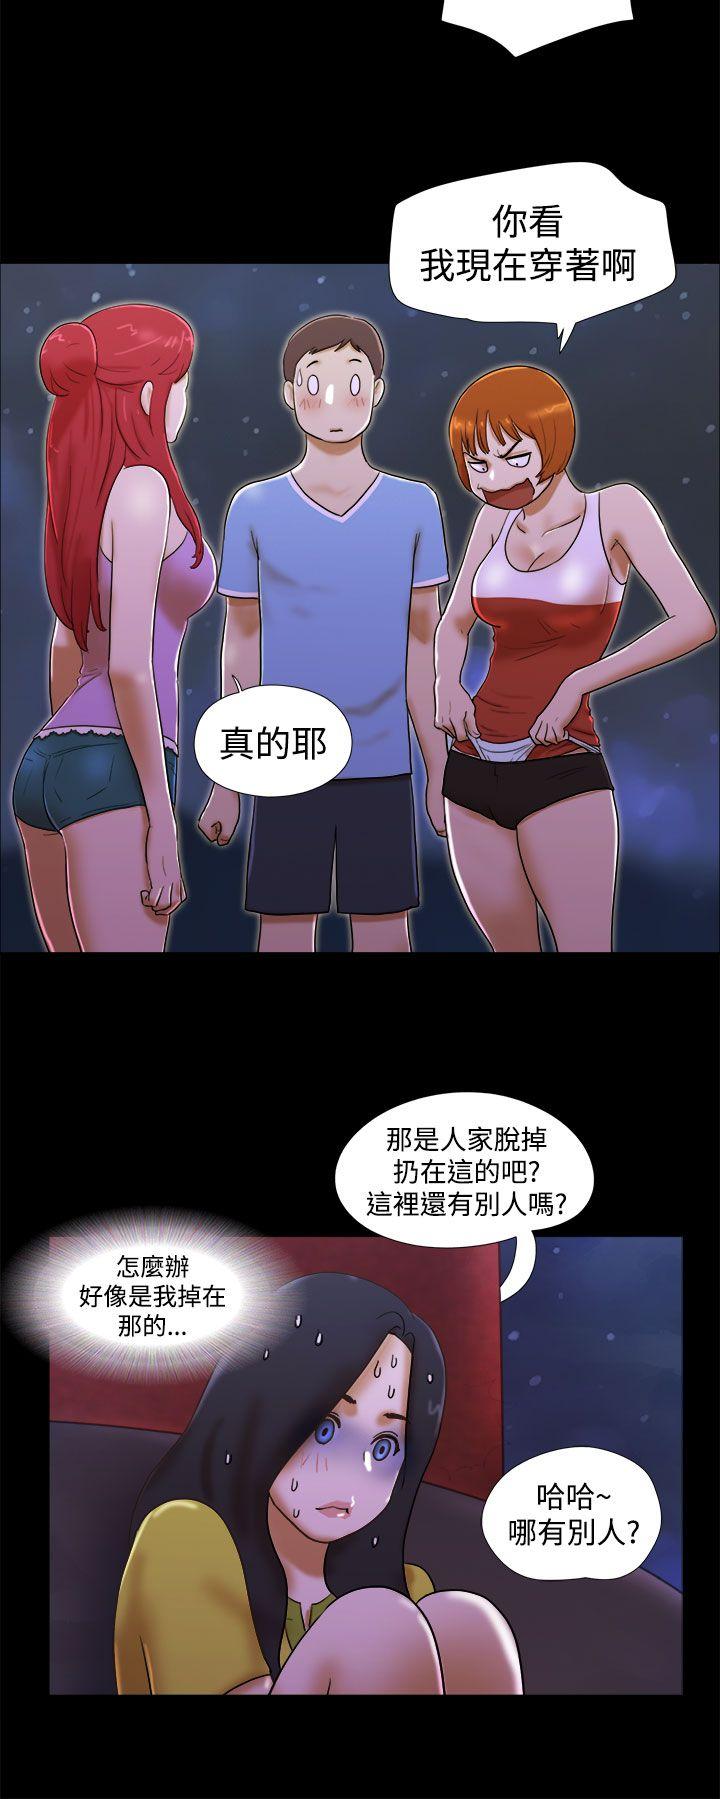 你看
我現在穿著啊
真的耶
那是人家脫掉
扔在這的吧?
這裡還有別人嗎?
怎麼辦
好像是我掉在
那的...
哈哈~
哪有別人?